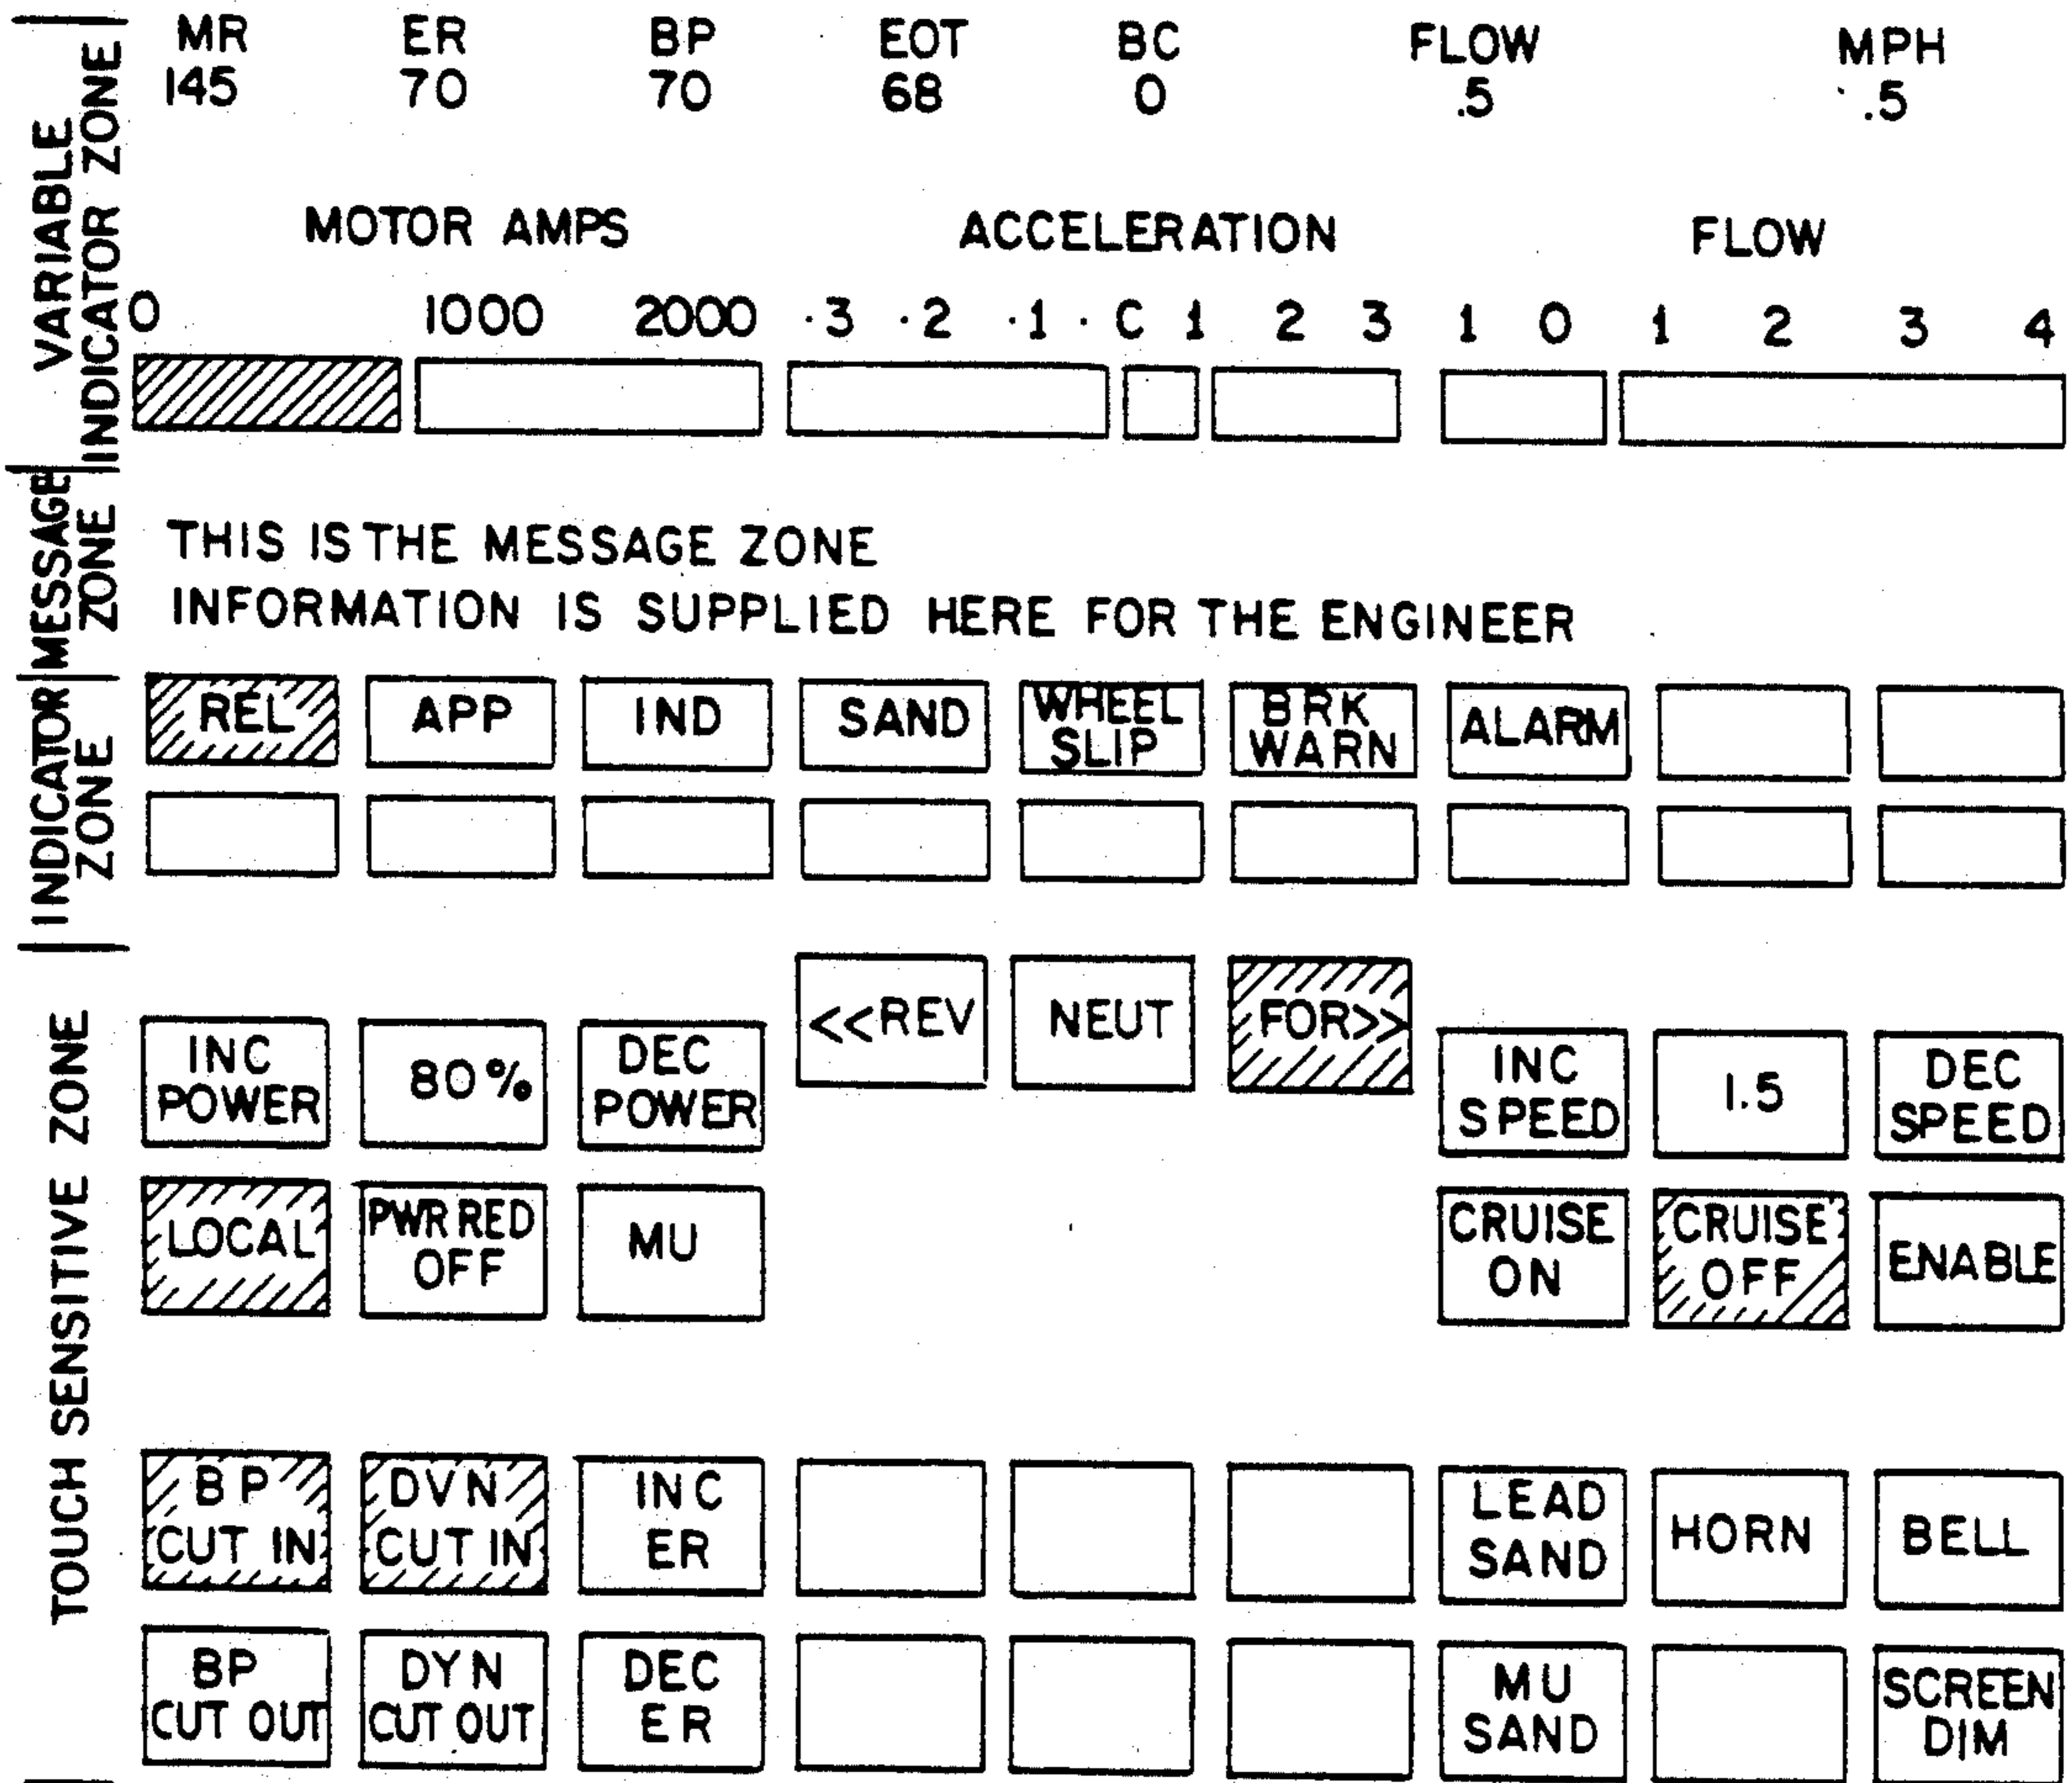 MR ER BP EOT BC FLOW MPH
145 70 70 68 0 .5 .5
VARIABLE
INDICATOR ZONE
MOTOR AMPS ACCELERATION FLOW
0 1000 2000 .3 .2 .1 . C 1 2 3 1 0 1 2 3 4
MESSAGE
ZONE
THIS IS THE MESSAGE ZONE
INFORMATION IS SUPPLIED HERE FOR THE ENGINEER
INDICATOR
ZONE
REL
APP
IND
SAND
WHEEL
SLIP
BRK
WARN
ALARM
TOUCH SENSITIVE ZONE
<<REV
NEUT
FOR>>
INC
POWER
80%
DEC
POWER
INC
SPEED
1.5
DEC
SPEED
LOCAL
PWR RED
OFF
MU
CRUISE
ON
CRUISE
OFF
ENABLE
BP
CUT IN
DVN
CUT IN
INC
ER
LEAD
SAND
HORN
BELL
BP
CUT OUT
DYN
CUT OUT
DEC
ER
MU
SAND
SCREEN
DIM